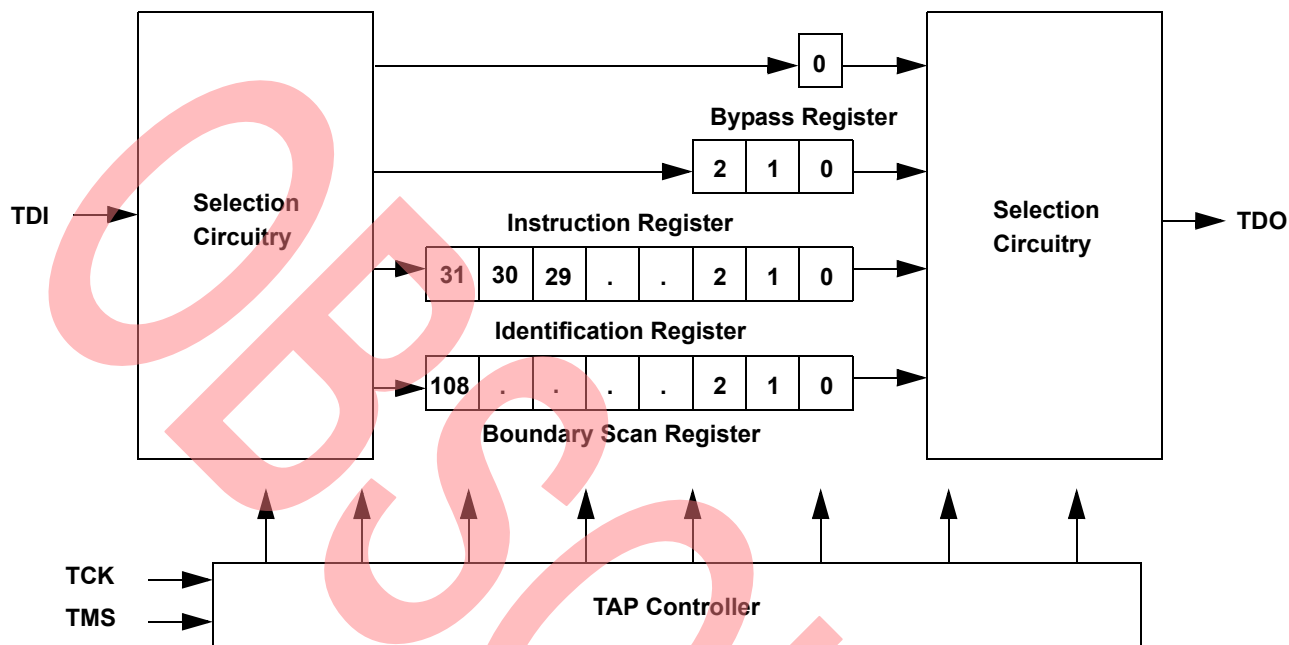 0
Bypass Register
2 1 0
TDI
Selection
Circuitry
Selection
Circuitry
TDO
Instruction Register
31 30 29 . . 2 1 0
Identification Register
108 . . . . 2 1 0
Boundary Scan Register
TCK
TMS
TAP Controller